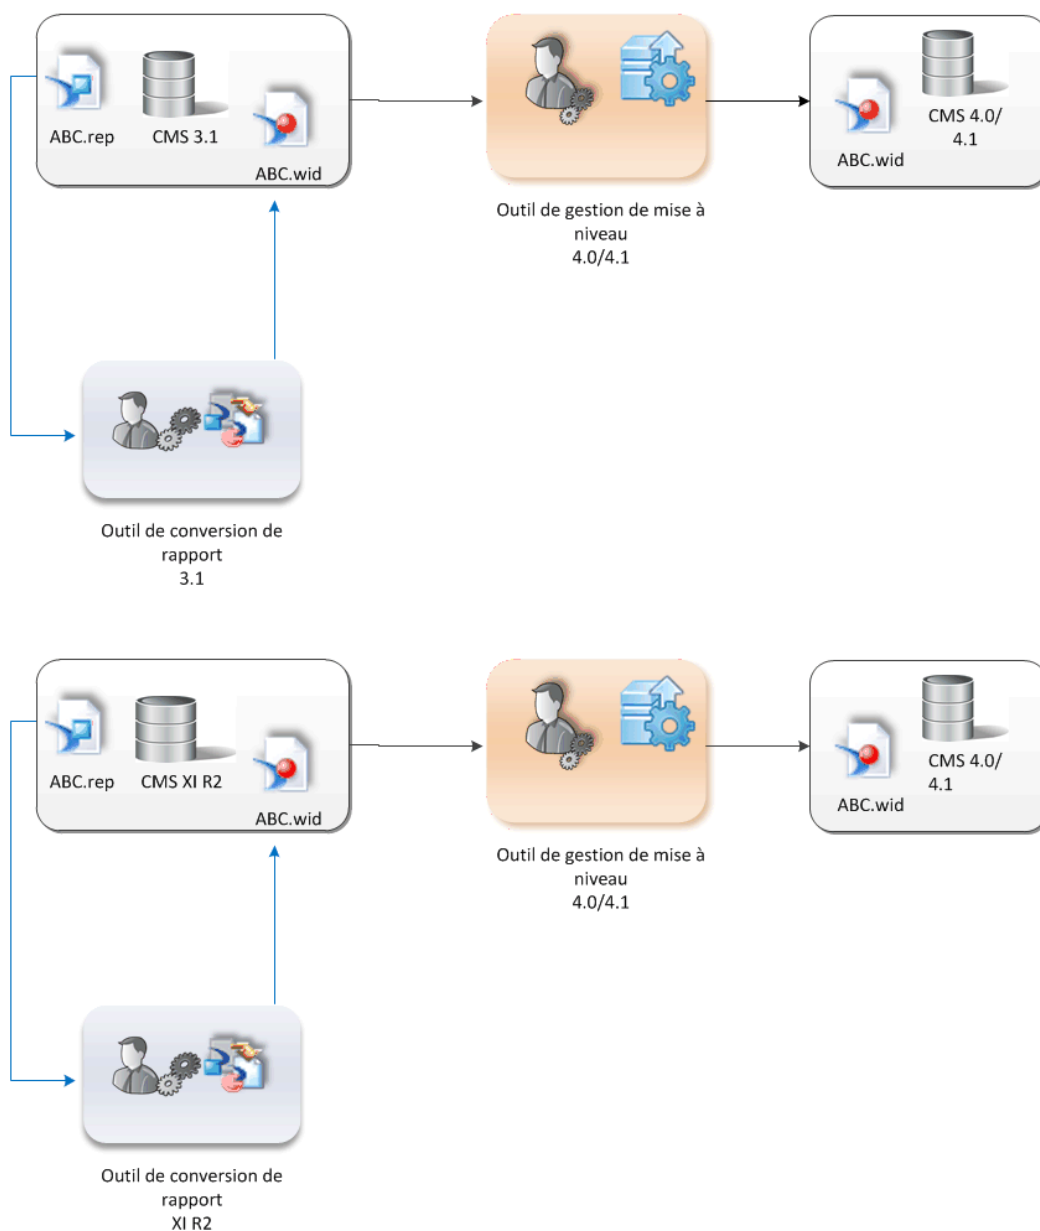 ABC.rep
CMS 3.1
ABC.wid
CMS 4.0/
4.1
ABC.wid
Outil de gestion de mise à
niveau
4.0/4.1
Outil de conversion de
rapport
3.1
ABC.rep
CMS XI R2
ABC.wid
CMS 4.0/
4.1
ABC.wid
Outil de gestion de mise à
niveau
4.0/4.1
Outil de conversion de
rapport
XI R2